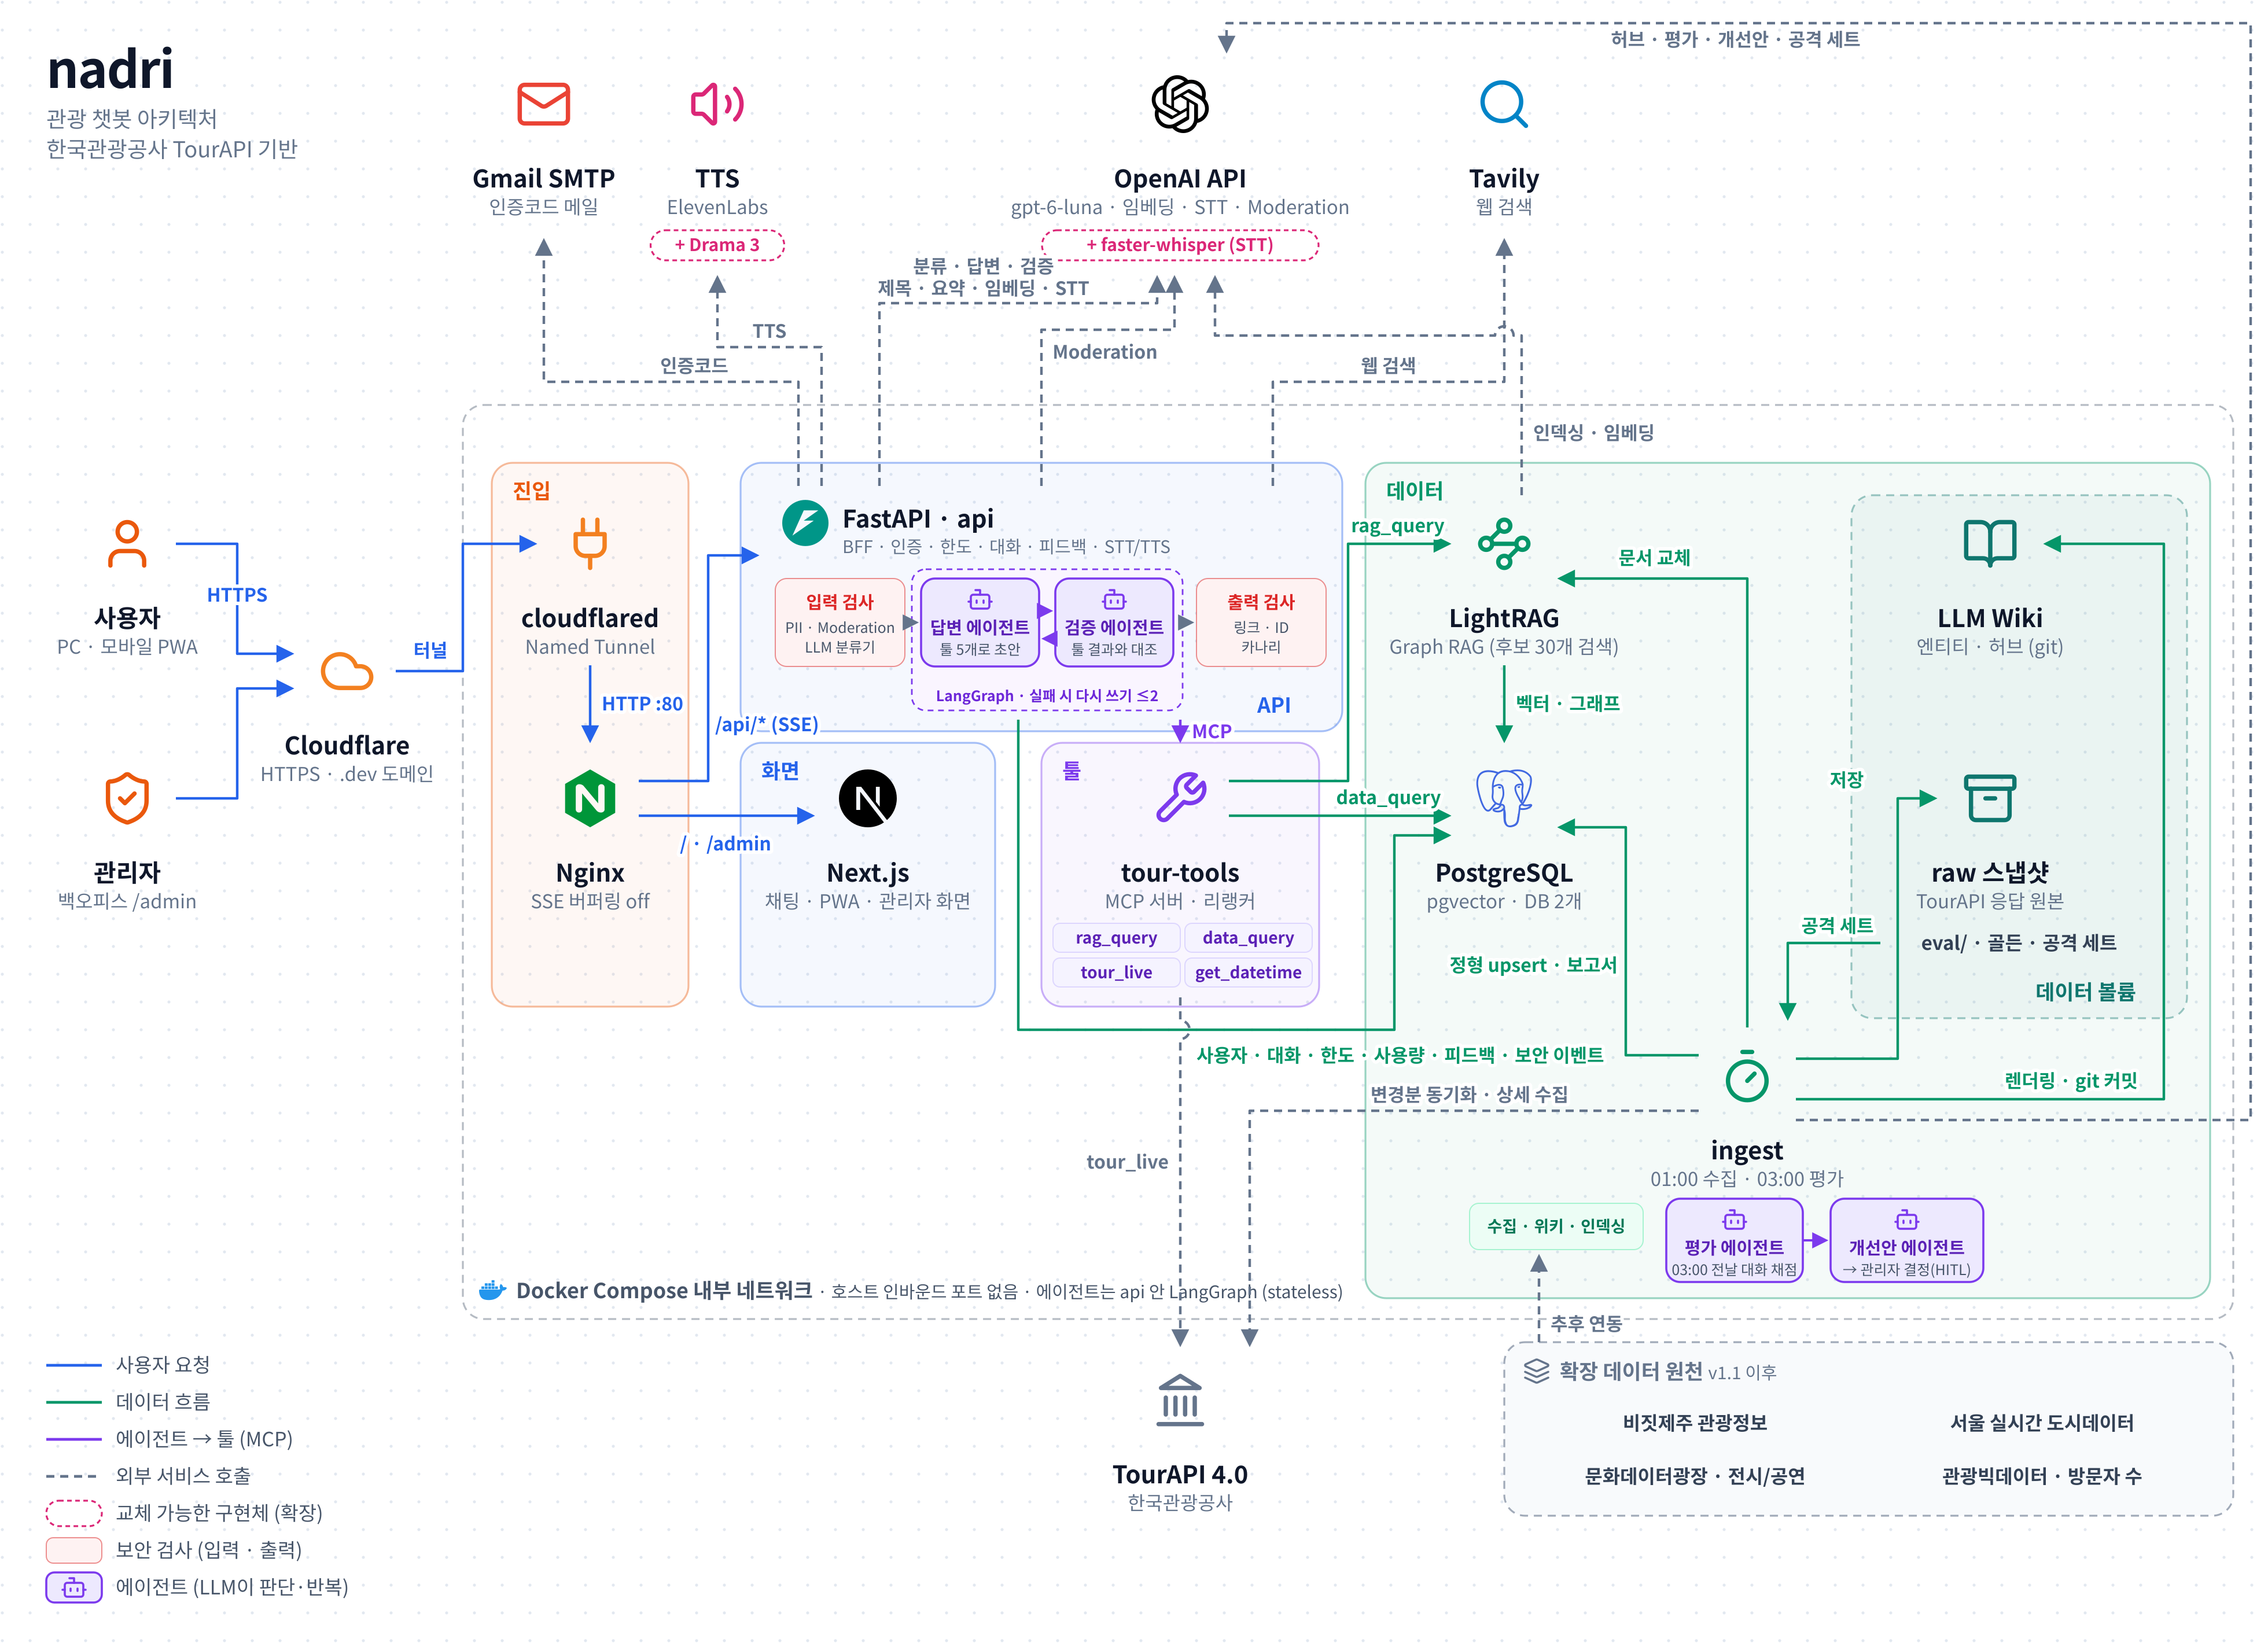 nadri
관광 챗봇 아키텍처
한국관광공사 TourAPI 기반
허브 · 평가 · 개선안 · 공격 세트
Gmail SMTP
인증코드 메일
TTS
ElevenLabs
+ Drama 3
OpenAI API
gpt-6-luna · 임베딩 · STT · Moderation
+ faster-whisper (STT)
Tavily
웹 검색
분류 · 답변 · 검증
제목 · 요약 · 임베딩 · STT
TTS
인증코드
Moderation
웹 검색
인덱싱 · 임베딩
사용자
PC · 모바일 PWA
관리자
백오피스 /admin
HTTPS
Cloudflare
HTTPS · .dev 도메인
터널
진입
cloudflared
Named Tunnel
HTTP :80
Nginx
SSE 버퍼링 off
/api/* (SSE)
/ · /admin
FastAPI · api
BFF · 인증 · 한도 · 대화 · 피드백 · STT/TTS
입력 검사
PII · Moderation
LLM 분류기
답변 에이전트
툴 5개로 초안
검증 에이전트
툴 결과와 대조
출력 검사
링크 · ID
카나리
LangGraph · 실패 시 다시 쓰기 ≤2
API
MCP
화면
N
Next.js
채팅 · PWA · 관리자 화면
툴
tour-tools
MCP 서버 · 리랭커
rag_query
data_query
tour_live
get_datetime
데이터
rag_query
LightRAG
Graph RAG (후보 30개 검색)
벡터 · 그래프
data_query
PostgreSQL
pgvector · DB 2개
문서 교체
LLM Wiki
엔티티 · 허브 (git)
저장
raw 스냅샷
TourAPI 응답 원본
공격 세트
eval/ · 골든 · 공격 세트
데이터 볼륨
정형 upsert · 보고서
사용자 · 대화 · 한도 · 사용량 · 피드백 · 보안 이벤트
변경분 동기화 · 상세 수집
렌더링 · git 커밋
tour_live
ingest
01:00 수집 · 03:00 평가
수집 · 위키 · 인덱싱
평가 에이전트
03:00 전날 대화 채점
개선안 에이전트
→ 관리자 결정(HITL)
Docker Compose 내부 네트워크 · 호스트 인바운드 포트 없음 · 에이전트는 api 안 LangGraph (stateless)
추후 연동
확장 데이터 원천 v1.1 이후
비짓제주 관광정보
서울 실시간 도시데이터
문화데이터광장 · 전시/공연
관광빅데이터 · 방문자 수
TourAPI 4.0
한국관광공사
사용자 요청
데이터 흐름
에이전트 → 툴 (MCP)
외부 서비스 호출
교체 가능한 구현체 (확장)
보안 검사 (입력 · 출력)
에이전트 (LLM이 판단·반복)